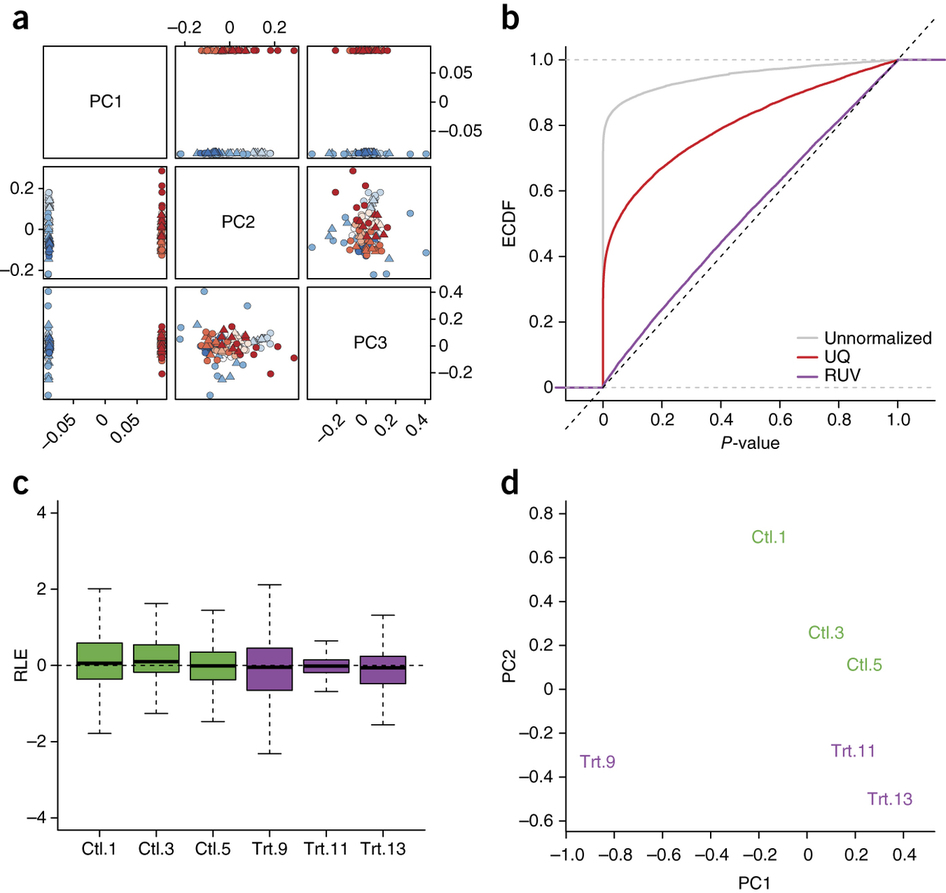 a
−0.2 0 0.2
PC1
0.05
0
−0.05
0.2
0
−0.2
PC2
PC3
0.4
0.2
0
−0.2
−0.05 0 0.05
−0.2 0 0.2 0.4
b
1.0
0.8
0.6
0.4
0.2
0
ECDF
Unnormalized
UQ
RUV
0 0.2 0.4 0.6 0.8 1.0
P-value
c
4
2
0
−2
−4
RLE
Ctl.1 Ctl.3 Ctl.5 Trt.9 Trt.11 Trt.13
d
0.8
0.6
0.4
0.2
0
−0.2
−0.4
−0.6
PC2
Ctl.1
Ctl.3
Ctl.5
Trt.11
Trt.9
Trt.13
−1.0 −0.8 −0.6 −0.4 −0.2 0 0.2 0.4
PC1